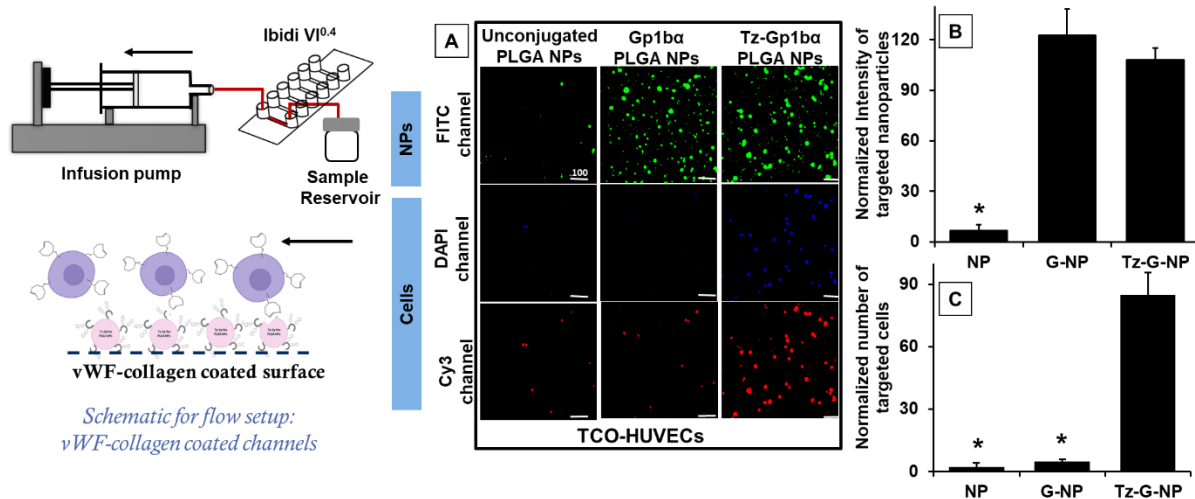 Ibidi VI0.4
Infusion pump
Sample
Reservoir
vWF-collagen coated surface
Schematic for flow setup:
vWF-collagen coated channels
A
Unconjugated
PLGA NPs
Gp1bα
PLGA NPs
Tz-Gp1bα
PLGA NPs
NPs
FITC
channel
100
Cells
DAPI
channel
Cy3
channel
TCO-HUVECs
B
Normalized Intensity of
targeted nanoparticles
120
90
60
30
0
*
NP
G-NP
Tz-G-NP
C
Normalized number of
targeted cells
90
60
30
0
*
*
NP
G-NP
Tz-G-NP